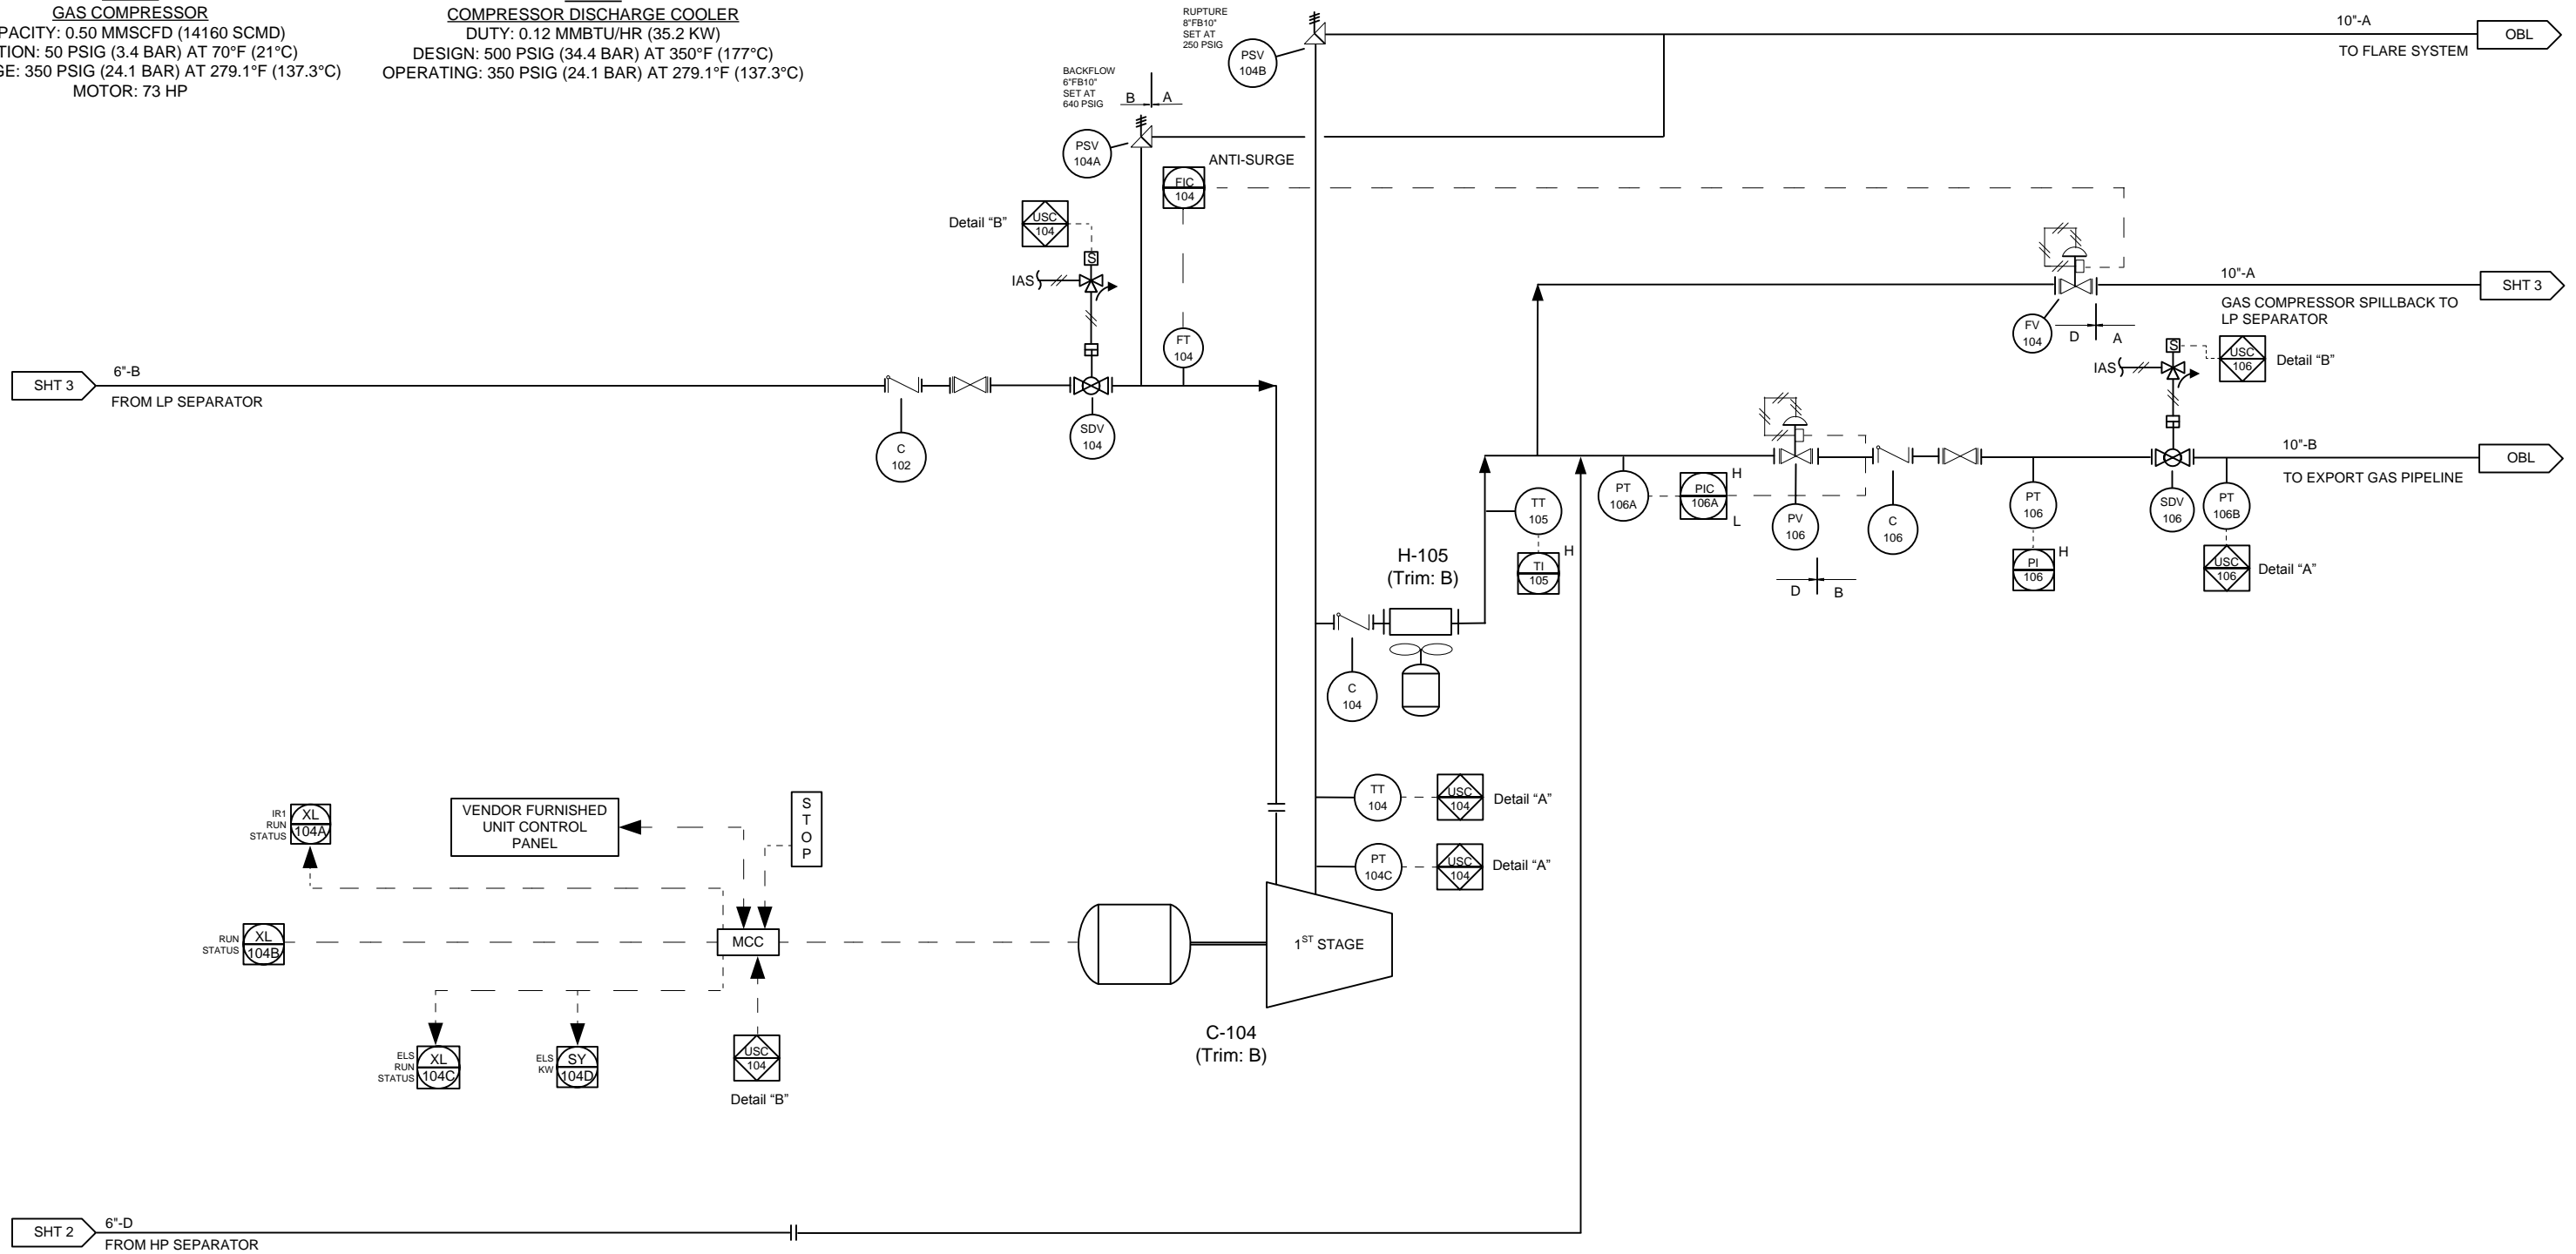 GAS COMPRESSOR
PACITY: 0.50 MMSCFD (14160 SCMD)
TION: 50 PSIG (3.4 BAR) AT 70°F (21°C)
GE: 350 PSIG (24.1 BAR) AT 279.1°F (137.3°C)
MOTOR: 73 HP
COMPRESSOR DISCHARGE COOLER
DUTY: 0.12 MMBTU/HR (35.2 KW)
DESIGN: 500 PSIG (34.4 BAR) AT 350°F (177°C)
OPERATING: 350 PSIG (24.1 BAR) AT 279.1°F (137.3°C)
RUPTURE
8"FB10"
SET AT
250 PSIG
PSV
104B
10"-A
OBL
TO FLARE SYSTEM
BACKFLOW
6"FB10"
SET AT
640 PSIG
B A
PSV
104A
ANTI-SURGE
FIC
104
Detail “B”
USC
104
S
IAS
FT
104
FV
104
D A
10"-A
SHT 3
GAS COMPRESSOR SPILLBACK TO
LP SEPARATOR
S
USC
106
Detail “B”
IAS
SHT 3
6"-B
FROM LP SEPARATOR
C
102
SDV
104
10"-B
OBL
TO EXPORT GAS PIPELINE
TT
105
TI
105
H
PT
106A
PIC
106A
H
L
PV
106
D B
C
106
PT
106
PI
106
H
SDV
106
PT
106B
USC
106
Detail “A”
H-105
(Trim: B)
C
104
TT
104
USC
104
Detail “A”
PT
104C
USC
104
Detail “A”
IR1
RUN
STATUS
XL
104A
VENDOR FURNISHED
UNIT CONTROL
PANEL
S
T
O
P
RUN
STATUS
XL
104B
MCC
1ST STAGE
C-104
(Trim: B)
ELS
RUN
STATUS
XL
104C
ELS
KW
SY
104D
USC
104
Detail “B”
SHT 2
6"-D
FROM HP SEPARATOR